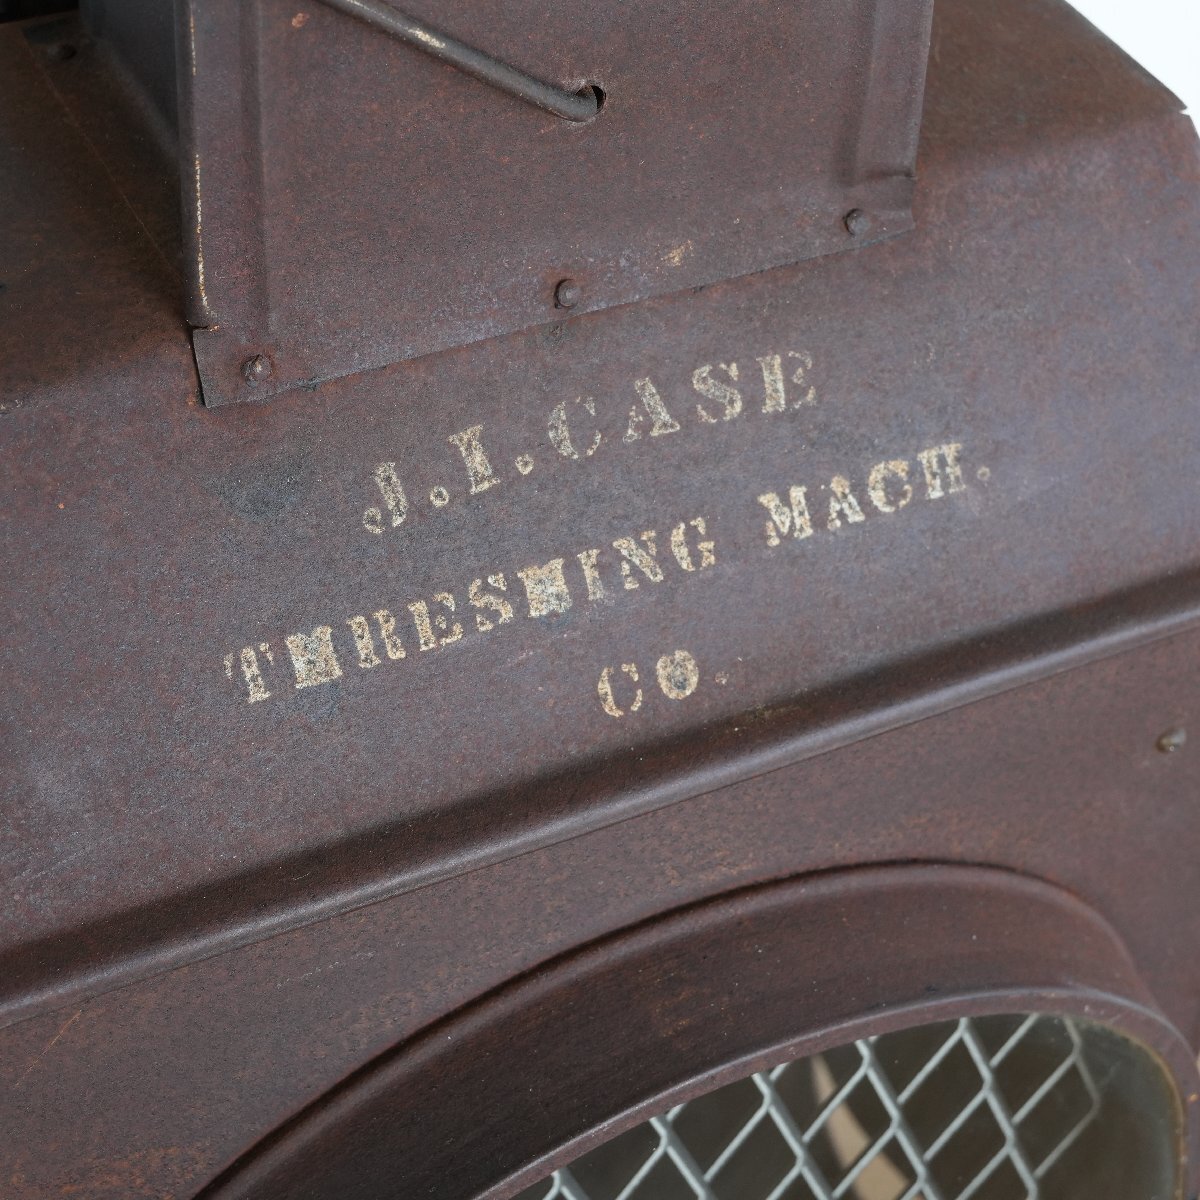 J.I. CASE
THRESHING MACH.
CO.